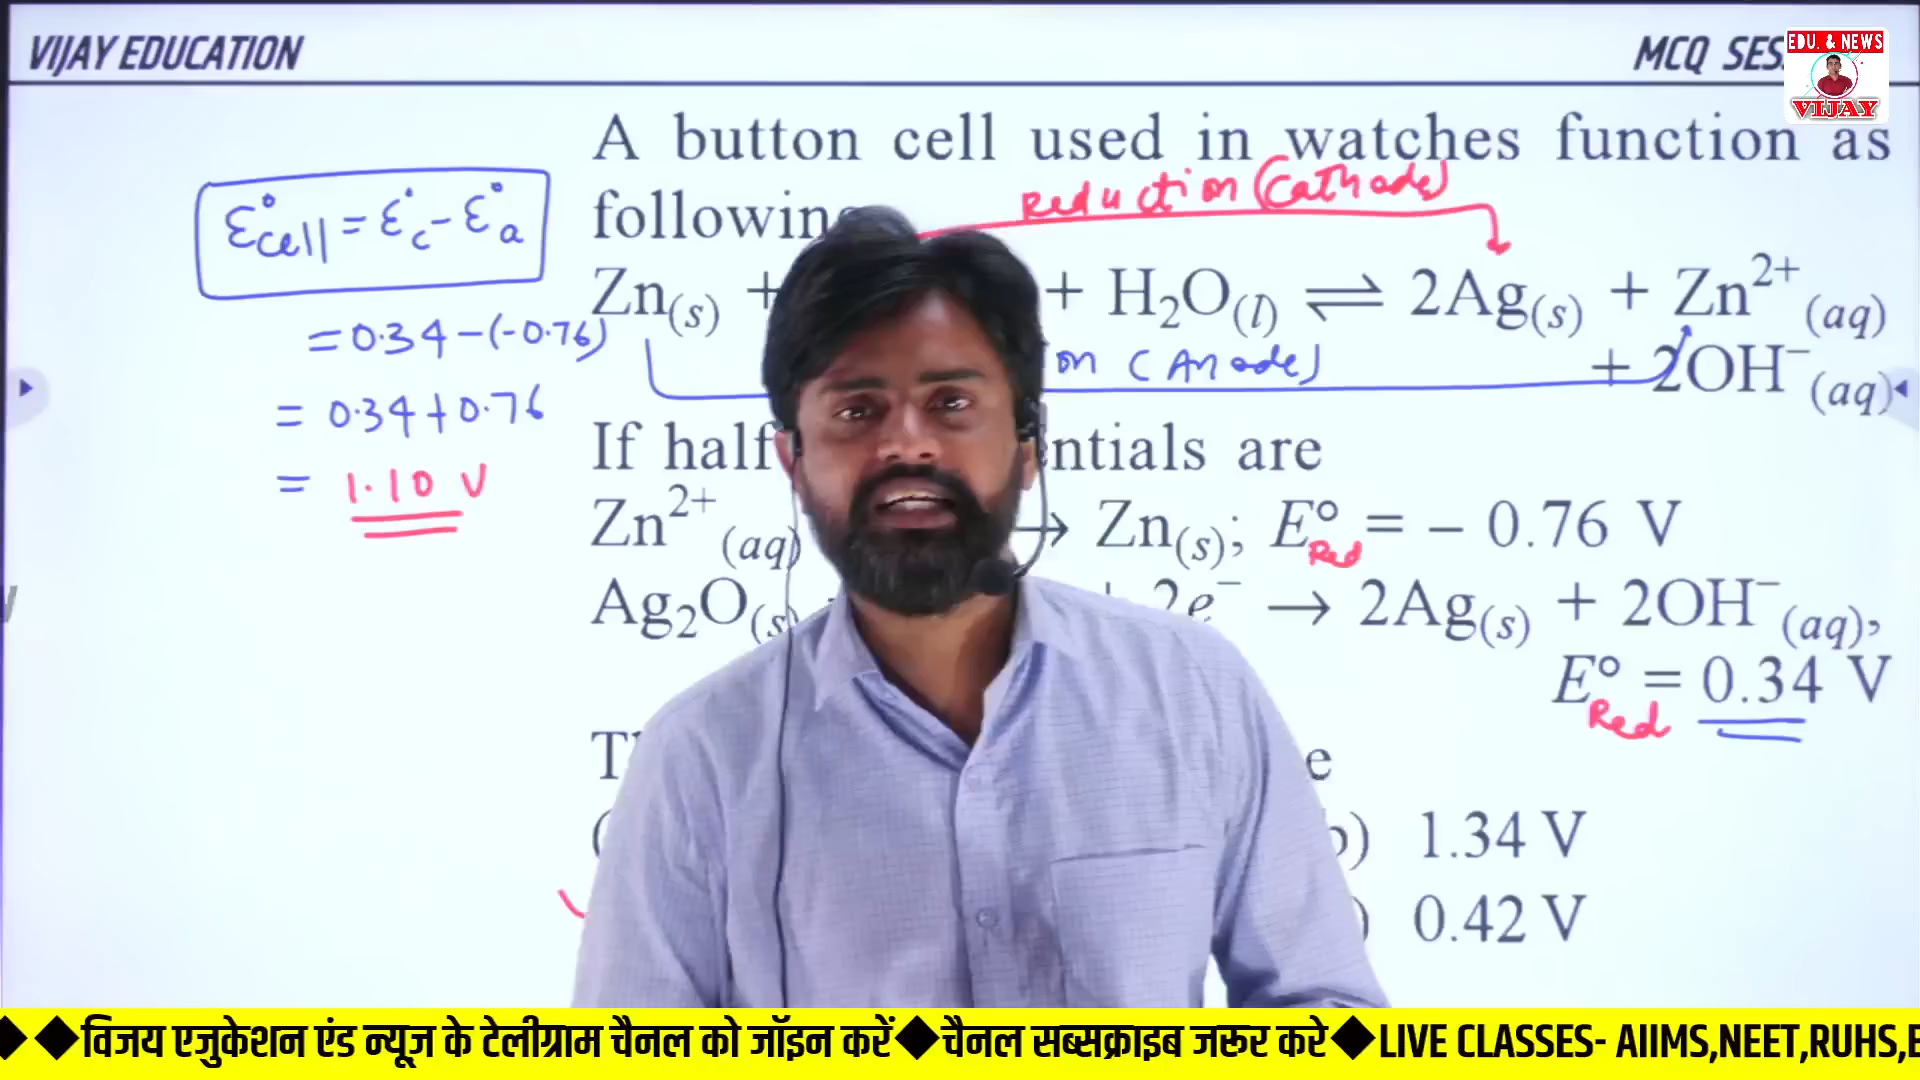 VIJAY EDUCATION
MCQ SES
EDU. & NEWS
VIJAY
A button cell used in watches function as
following
Reduction (Cathode)
Ɛ°cell = Ɛ°c - Ɛ°a
Zn(s) + + H₂O(l) ⇌ 2Ag(s) + Zn²⁺(aq)
= 0.34 - (-0.76)
on (Anode)
+ 2OH⁻(aq)
= 0.34 + 0.76
If half ntials are
= 1.10 V
Zn²⁺(aq) → Zn(s); E° = – 0.76 V
Red
Ag₂O(s) + 2e⁻ → 2Ag(s) + 2OH⁻(aq),
E° = 0.34 V
Red
b) 1.34 V
) 0.42 V
◆◆विजय एजुकेशन एंड न्यूज के टेलीग्राम चैनल को जॉइन करें◆चैनल सब्सक्राइब जरूर करे◆LIVE CLASSES- AIIMS,NEET,RUHS,